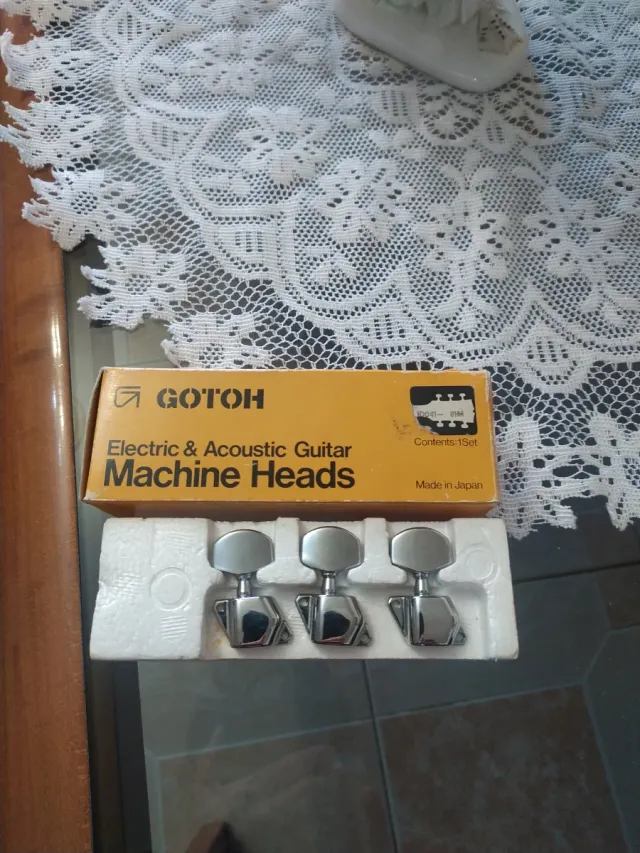 GOTOH
Electric & Acoustic Guitar
Machine Heads
Contents:1Set
Made in Japan